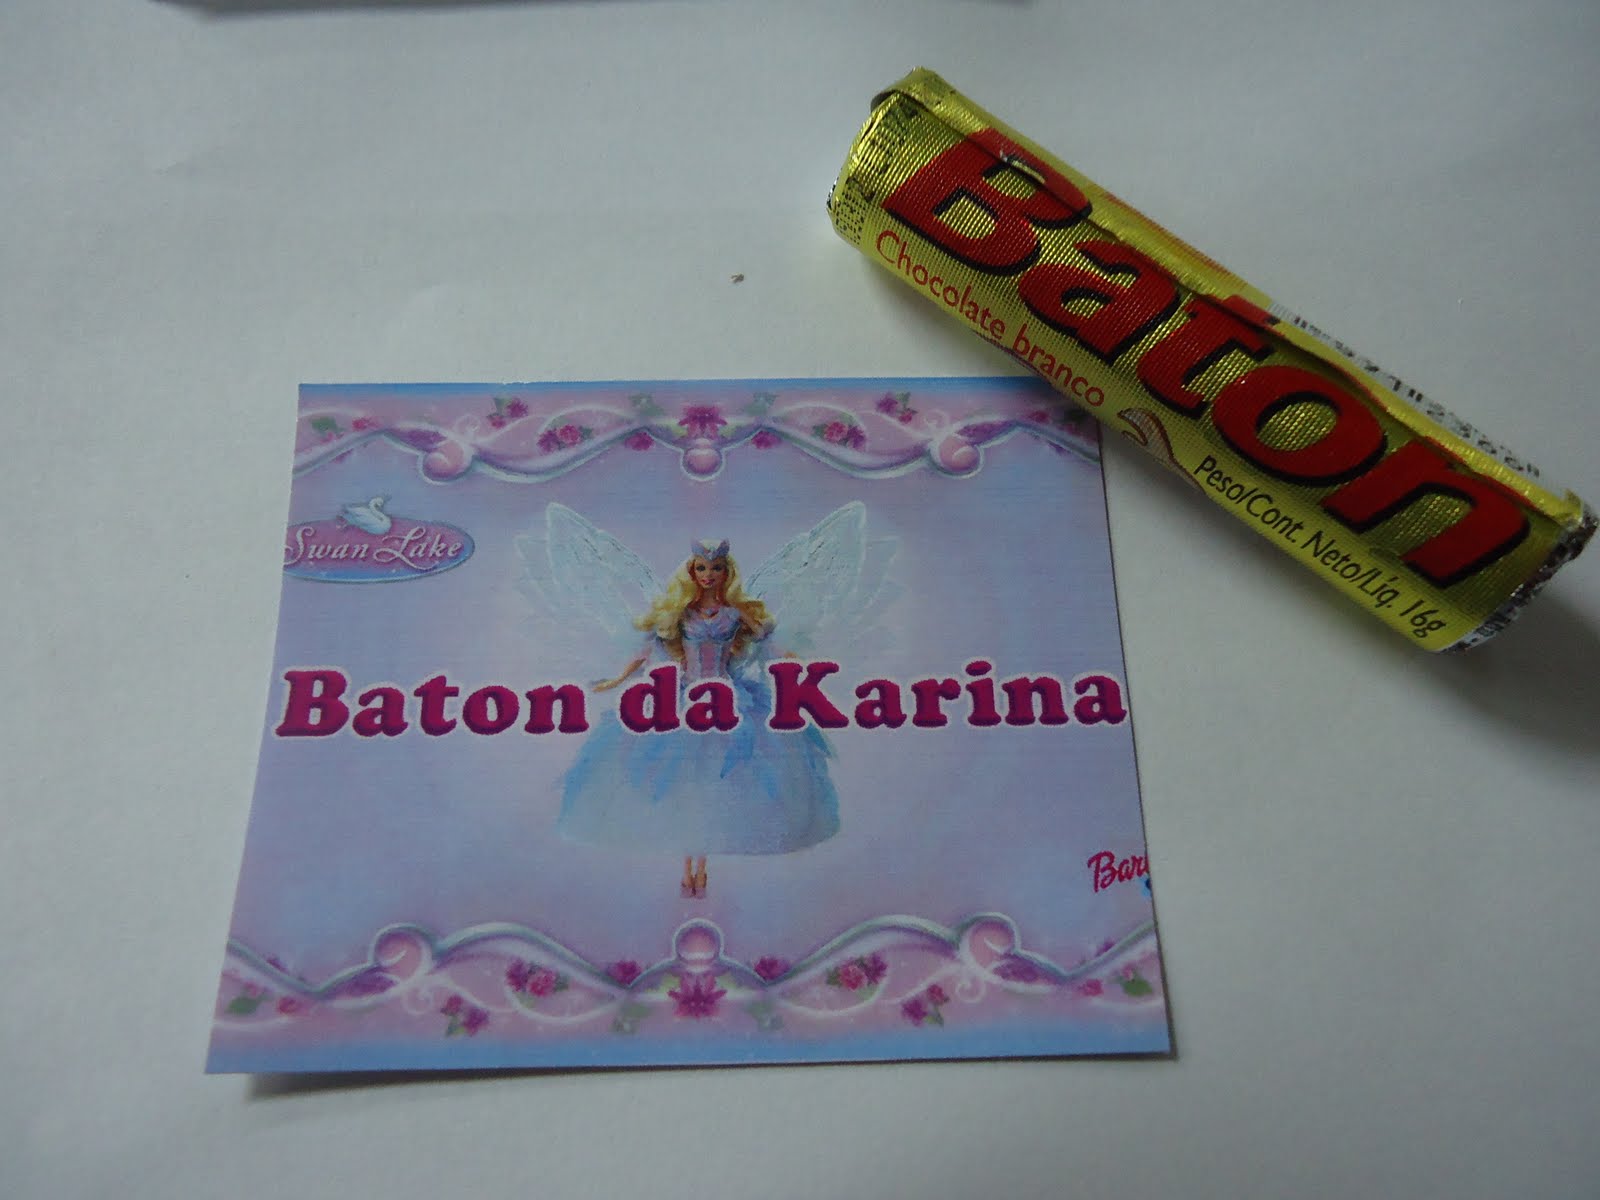 Baton
Chocolate branco
Peso/Cont. Neto/Líq. 16g
Swan Lake
Baton da Karina